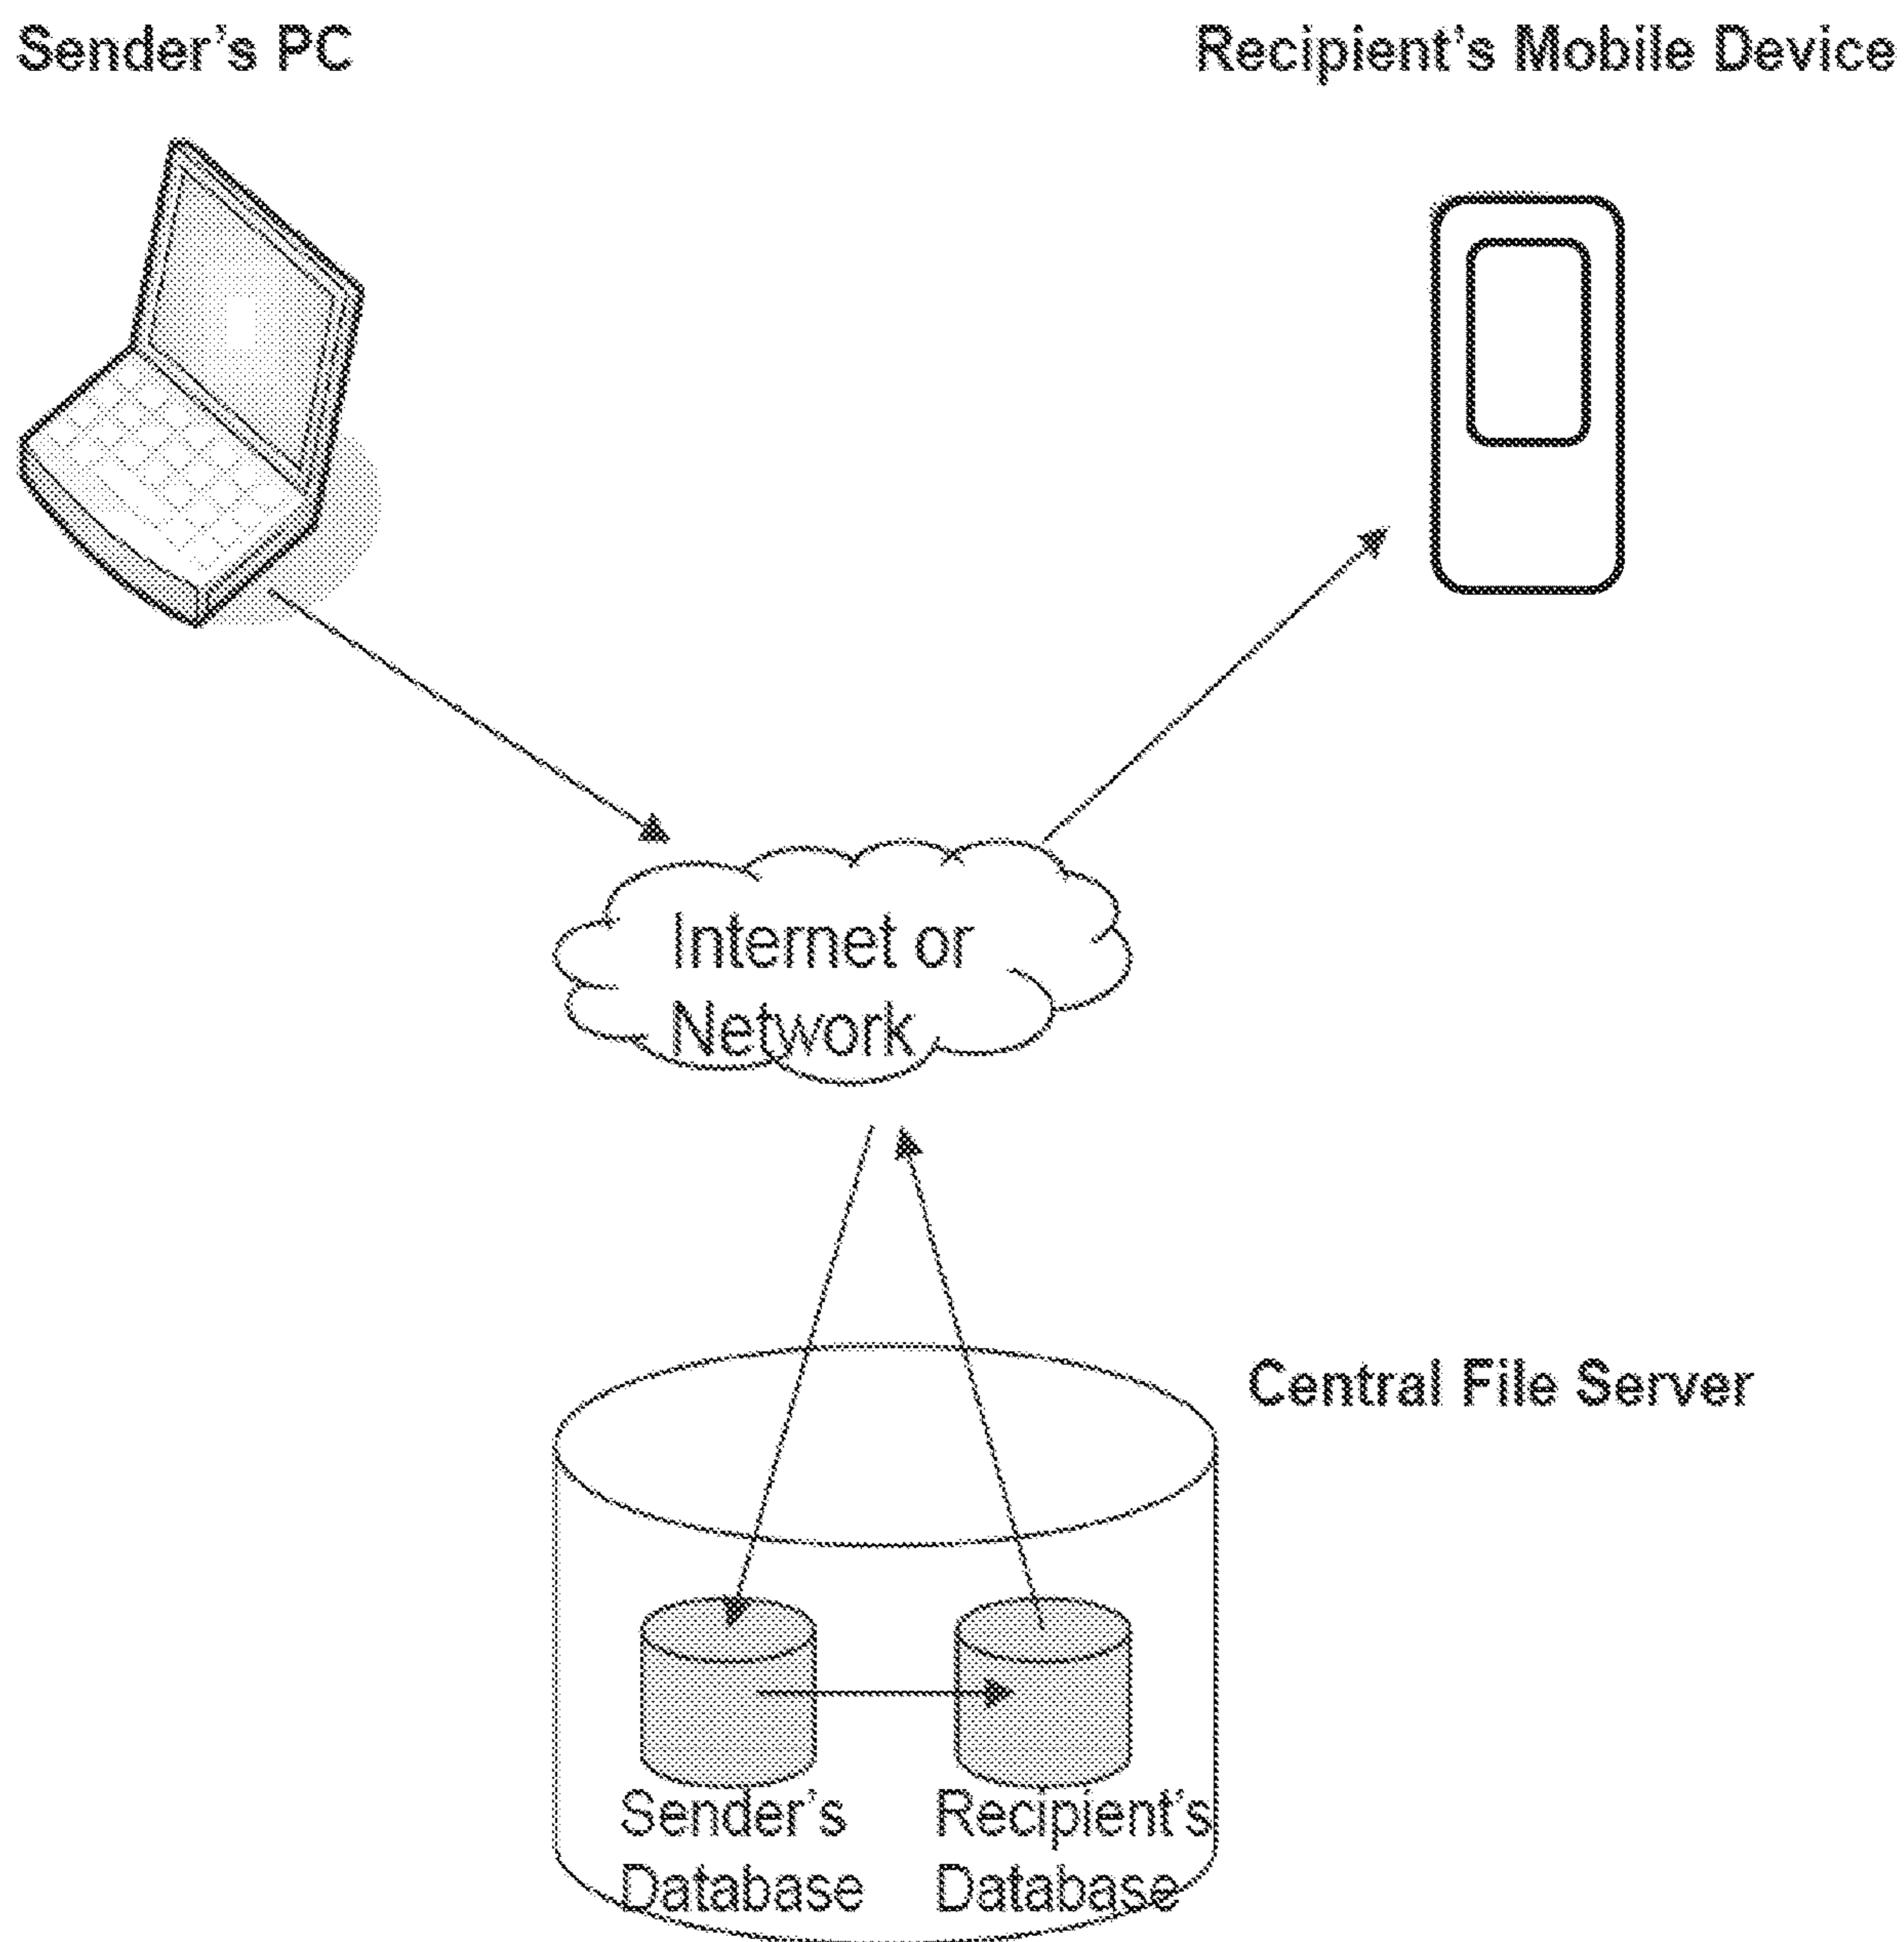 Sender's PC
Recipient's Mobile Device
Internet or
Network
Central File Server
Sender's
Database
Recipient's
Database